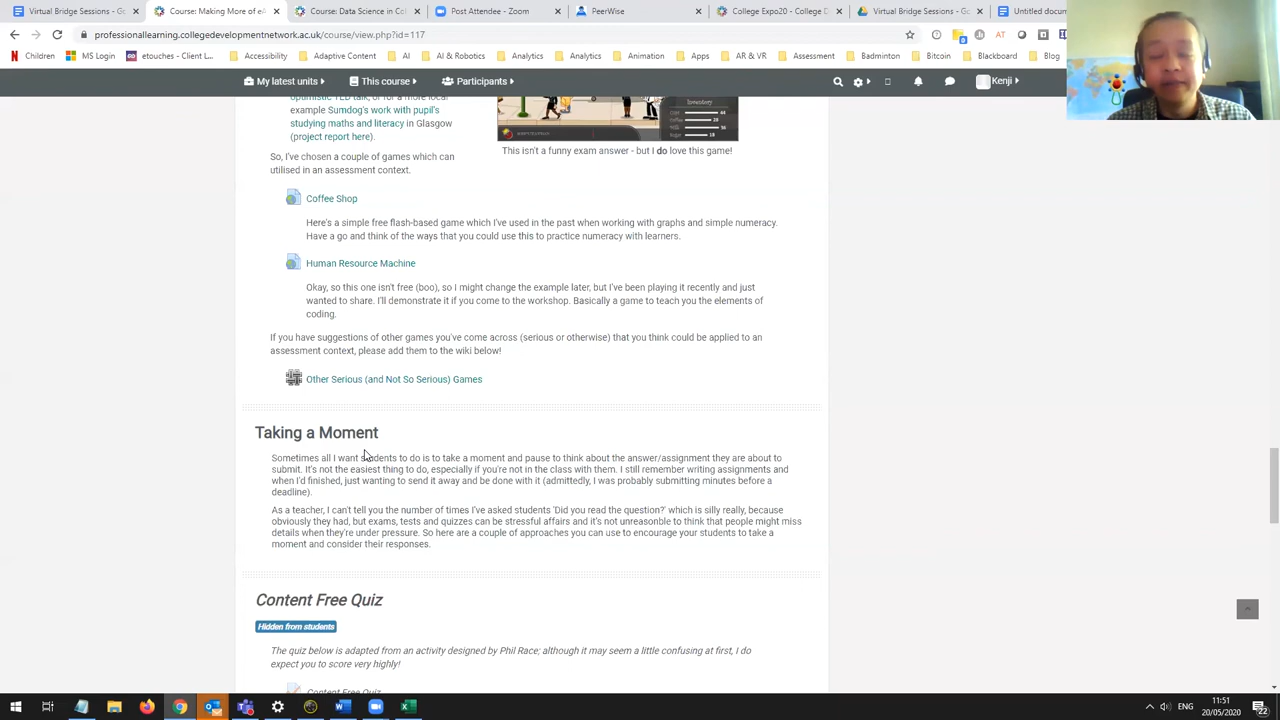 Virtual Bridge Sessions - Go
Course: Making More of eA
Course: Data Science in Col
Post Attendee - Zoom
PeerWise
College Expo20 - College D
Virtual Bridge Sessions - Go
Untitled docum
professionallearning.collegedevelopmentnetwork.ac.uk/course/view.php?id=117
Children
MS Login
etouches - Client L...
Accessibility
Cloud Taten
AI
AI & Robotics
Analytics
Analytics
Animation
Apps
AR & VR
Assessment
Badminton
Bitcoin
Blackboard
Blog
My latest units
This course
Participants
Kenji
optimistic TED talk, or for a more local
example Sumdog's work with pupil's
studying maths and literacy in Glasgow
(project report here).
Inventory
This isn't a funny exam answer - but I do love this game!
So, I've chosen a couple of games which can
utilised in an assessment context.
Coffee Shop
Here's a simple free flash-based game which I've used in the past when working with graphs and simple numeracy.
Have a go and think of the ways that you could use this to practice numeracy with learners.
Human Resource Machine
Okay, so this one isn't free (boo), so I might change the example later, but I've been playing it recently and just
wanted to share. I'll demonstrate it if you come to the workshop. Basically a game to teach you the elements of
coding.
If you have suggestions of other games you've come across (serious or otherwise) that you think could be applied to an
assessment context, please add them to the wiki below!
Other Serious (and Not So Serious) Games
Taking a Moment
Sometimes all I want students to do is to take a moment and pause to think about the answer/assignment they are about to
submit. It's not the easiest thing to do, especially if you're not in the class with them. I still remember writing assignments and
when I'd finished, just wanting to send it away and be done with it (admittedly, I was probably submitting minutes before a
deadline).
As a teacher, I can't tell you the number of times I've asked students 'Did you read the question?' which is silly really, because
obviously they had, but exams, tests and quizzes can be stressful affairs and it's not unreasonble to think that people might miss
details when they're under pressure. So here are a couple of approaches you can use to encourage your students to take a
moment and consider their responses.
Content Free Quiz
Hidden from students
The quiz below is adapted from an activity designed by Phil Race; although it may seem a little confusing at first, I do
expect you to score very highly!
Content Free Quiz
ENG
11:51
20/05/2020
22